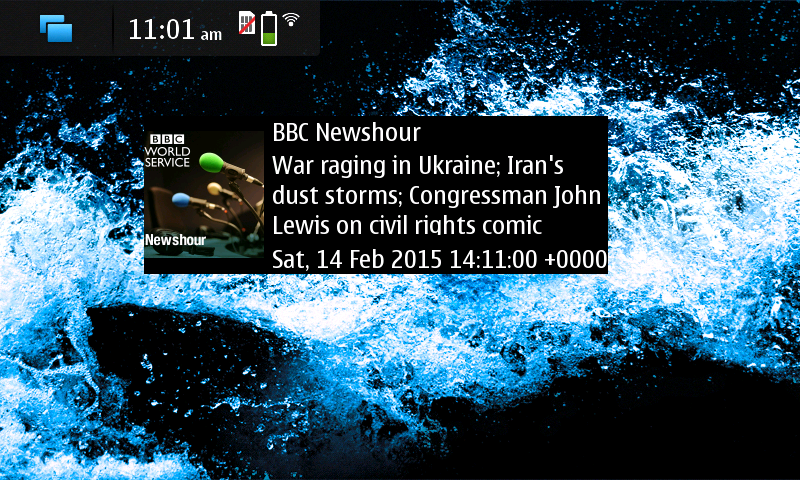 11:01 am
BBC
WORLD
SERVICE
Newshour
BBC Newshour
War raging in Ukraine; Iran's
dust storms; Congressman John
Lewis on civil rights comic
Sat, 14 Feb 2015 14:11:00 +0000